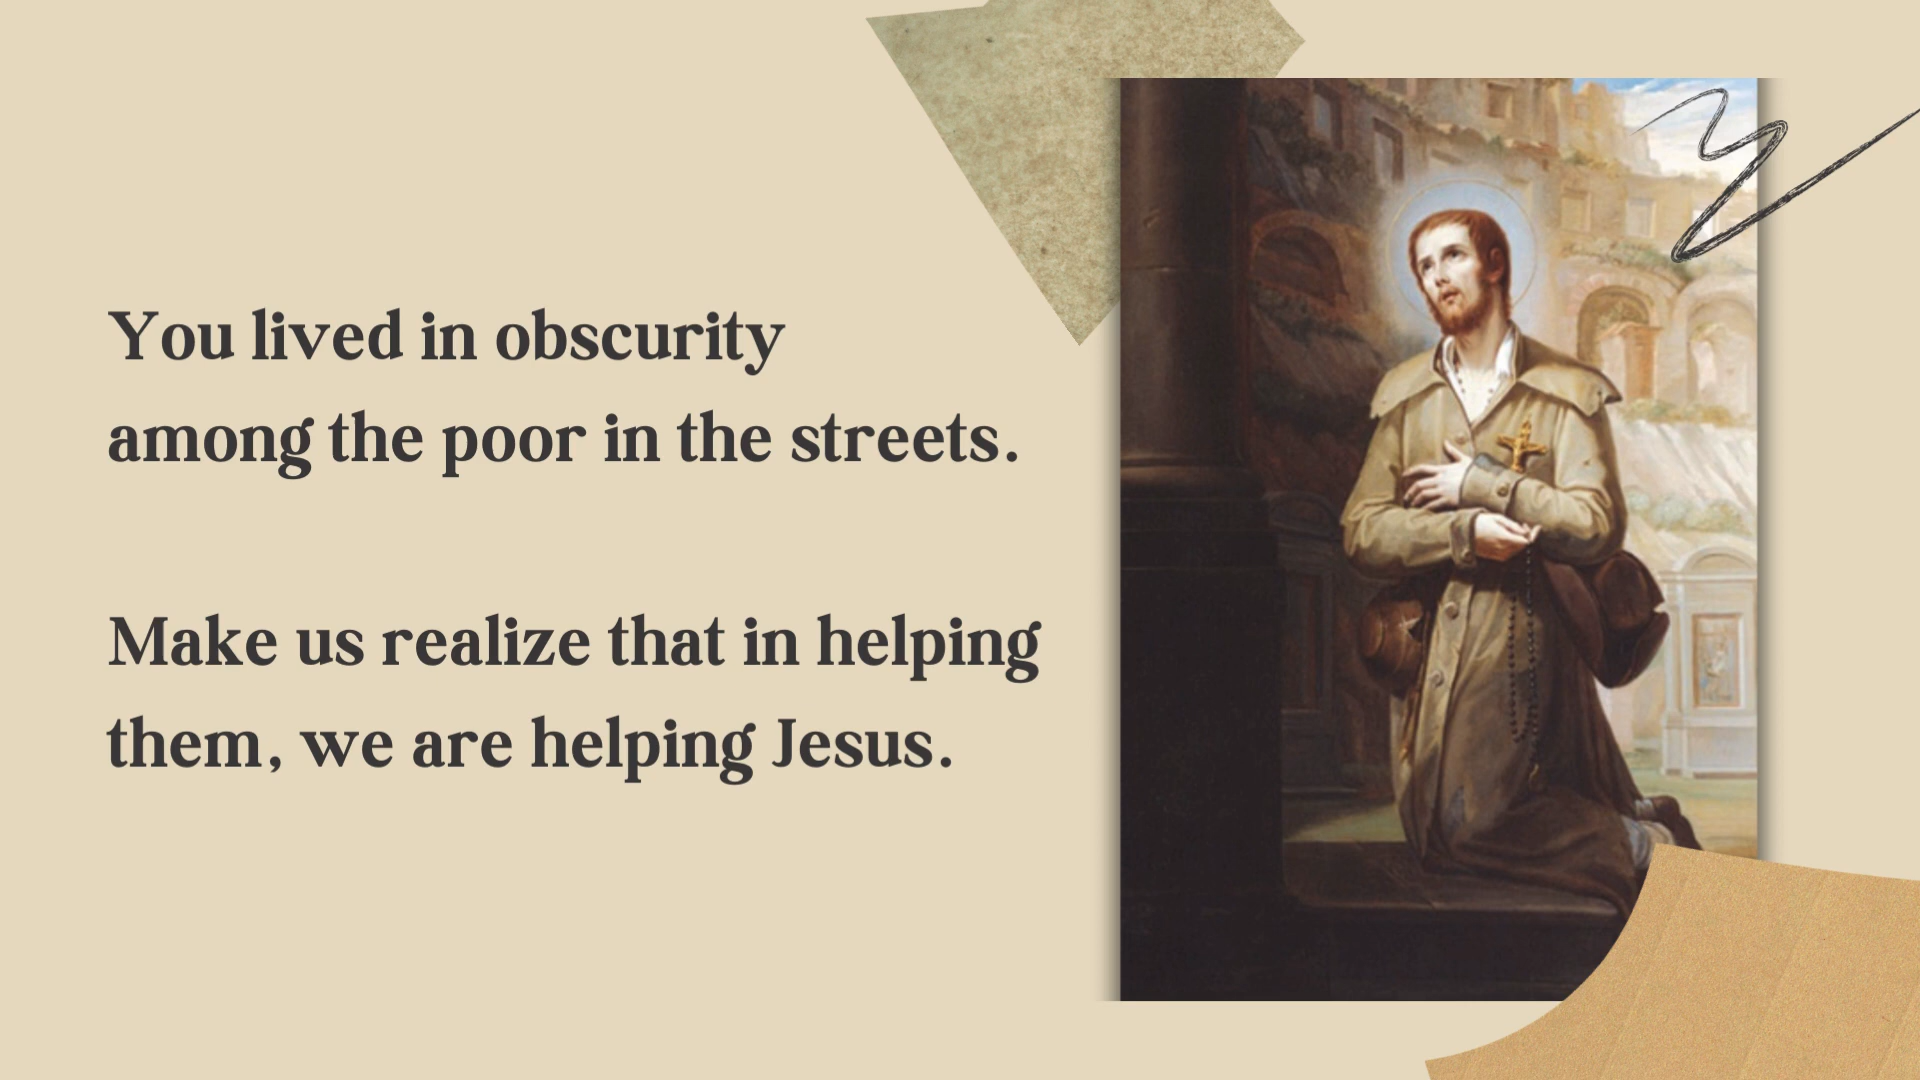 You lived in obscurity
among the poor in the streets.
Make us realize that in helping
them, we are helping Jesus.